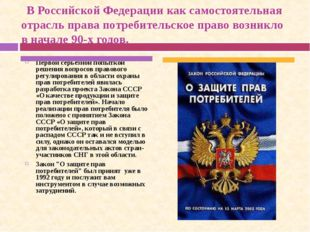 В Российской Федерации как самостоятельная
отрасль права потребительское право возникло
в начале 90-х годов.
Первой серьезной попыткой
решения вопросов правового
регулирования в области охраны
прав потребителей явилась
разработка проекта Закона СССР
«О качестве продукции и защите
прав потребителей». Начало
реализации прав потребителя было
положено с принятием Закона
СССР «О защите прав
потребителей», который в связи с
распадом СССР так и не вступил в
силу, однако он оставался моделью
для законодательных актов стран-
участников СНГ в этой области.
Закон "О защите прав
потребителей" был принят уже в
1992 году и послужит вам
инструментом в случае возможных
затруднений.
ЗАКОН РОССИЙСКОЙ ФЕДЕРАЦИИ
О ЗАЩИТЕ ПРАВ
ПОТРЕБИТЕЛЕЙ